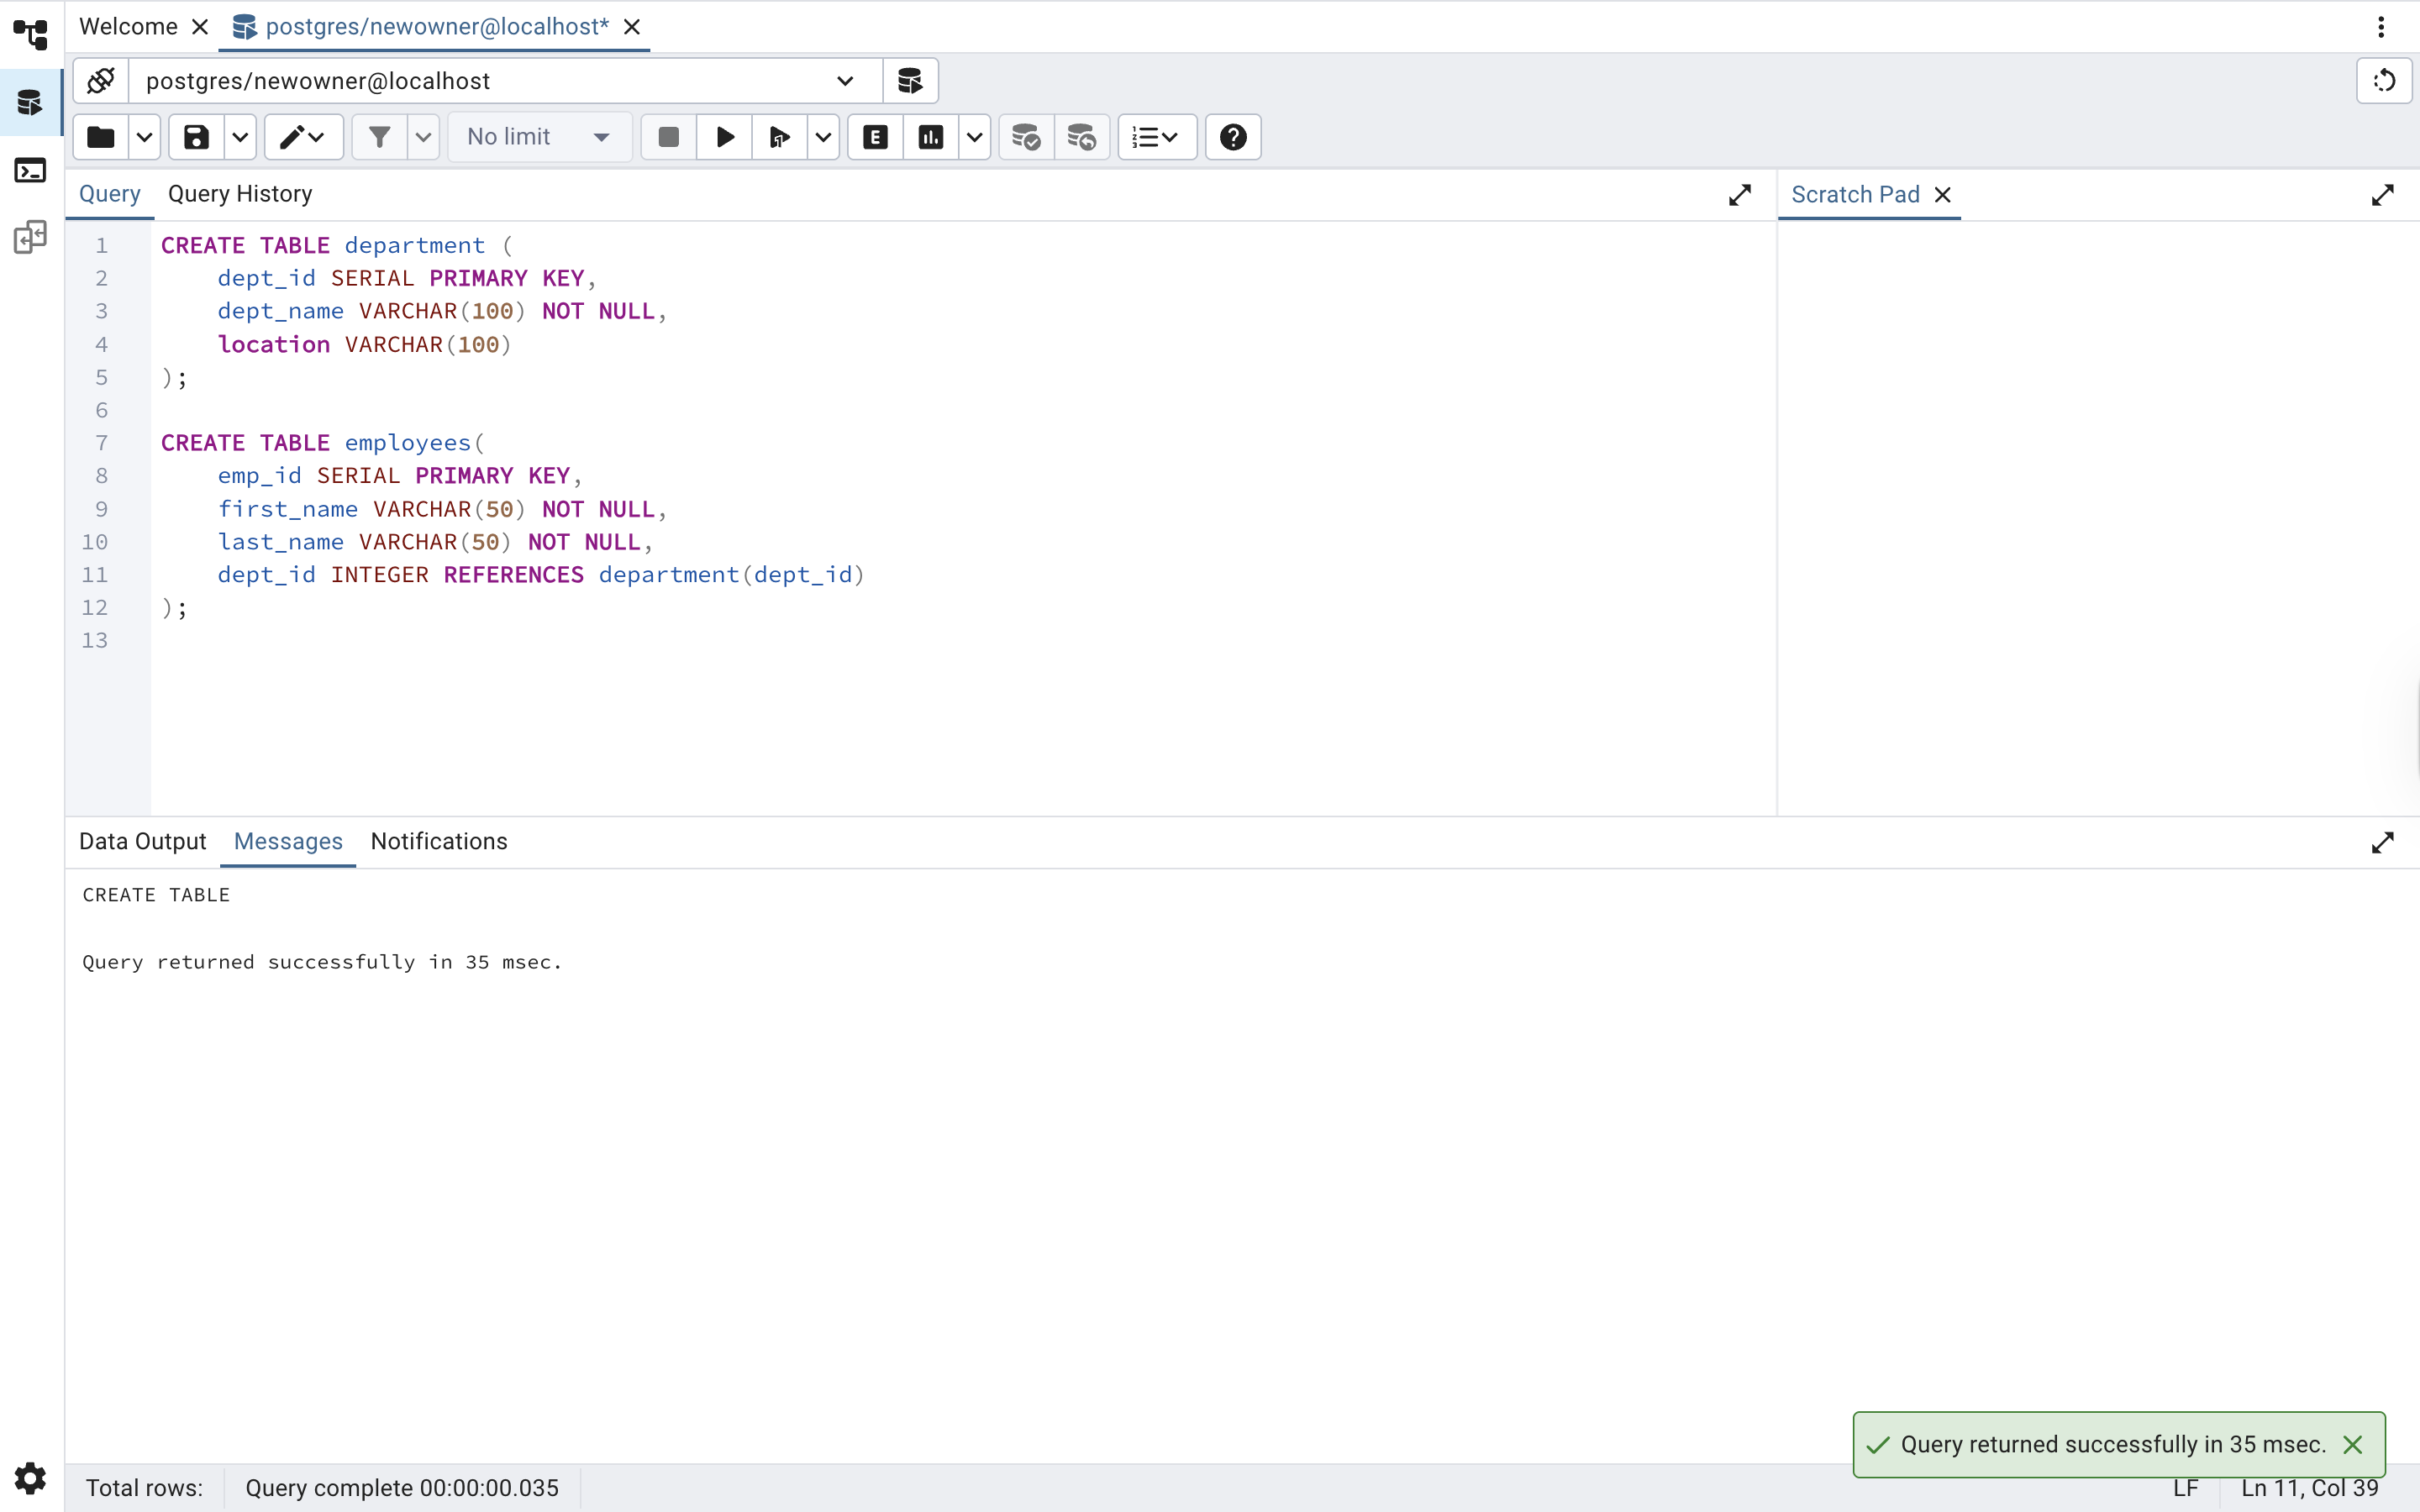 Welcome postgres/newowner@localhost*
postgres/newowner@localhost
No limit
Query Query History
Scratch Pad
1 CREATE TABLE department (
2 dept_id SERIAL PRIMARY KEY,
3 dept_name VARCHAR(100) NOT NULL,
4 location VARCHAR(100)
5 );
6
7 CREATE TABLE employees(
8 emp_id SERIAL PRIMARY KEY,
9 first_name VARCHAR(50) NOT NULL,
10 last_name VARCHAR(50) NOT NULL,
11 dept_id INTEGER REFERENCES department(dept_id)
12 );
13
Data Output Messages Notifications
CREATE TABLE
Query returned successfully in 35 msec.
Query returned successfully in 35 msec.
Total rows: Query complete 00:00:00.035 LF Ln 11, Col 39